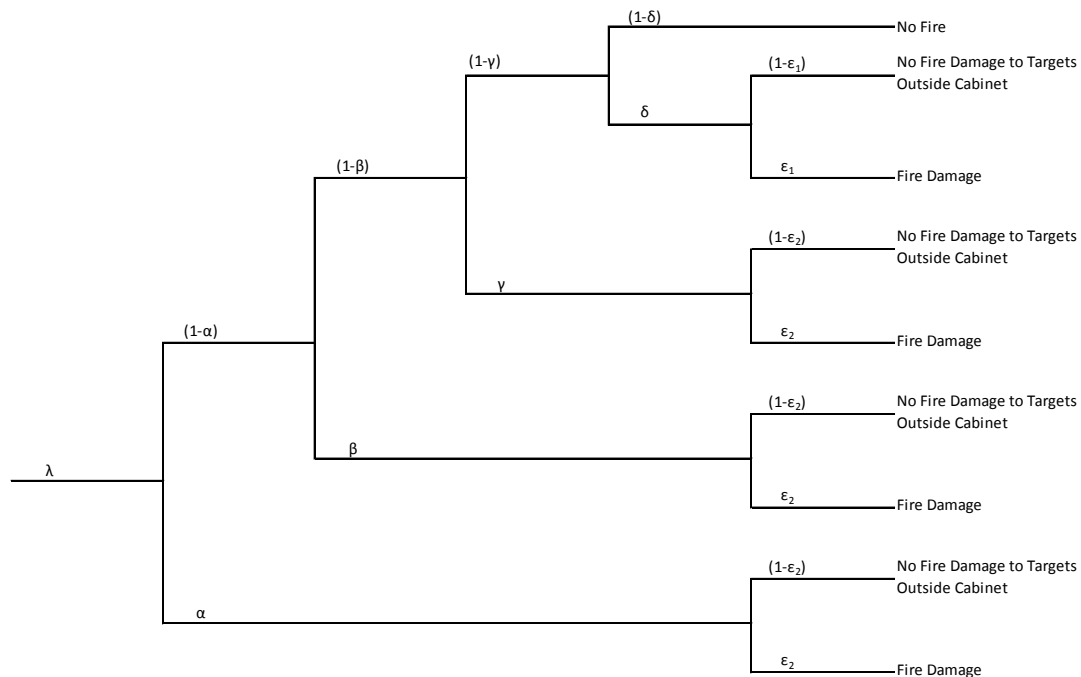 (1-δ)
No Fire
(1-γ)
(1-ε₁)
No Fire Damage to Targets
Outside Cabinet
δ
(1-β)
ε₁
Fire Damage
(1-ε₂)
No Fire Damage to Targets
Outside Cabinet
γ
(1-α)
ε₂
Fire Damage
(1-ε₂)
No Fire Damage to Targets
Outside Cabinet
β
λ
ε₂
Fire Damage
(1-ε₂)
No Fire Damage to Targets
Outside Cabinet
α
ε₂
Fire Damage